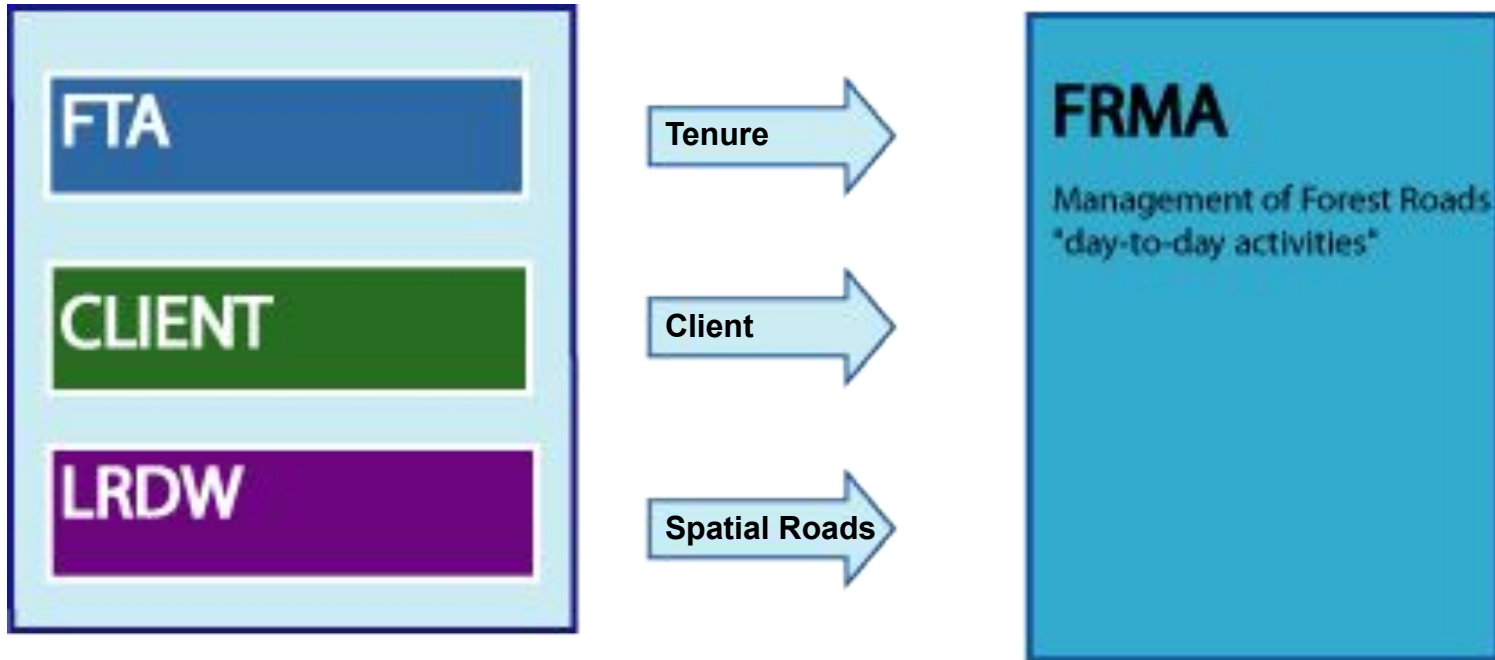 FTA
Tenure
FRMA
Management of Forest Roads
"day-to-day activities"
CLIENT
Client
LRDW
Spatial Roads